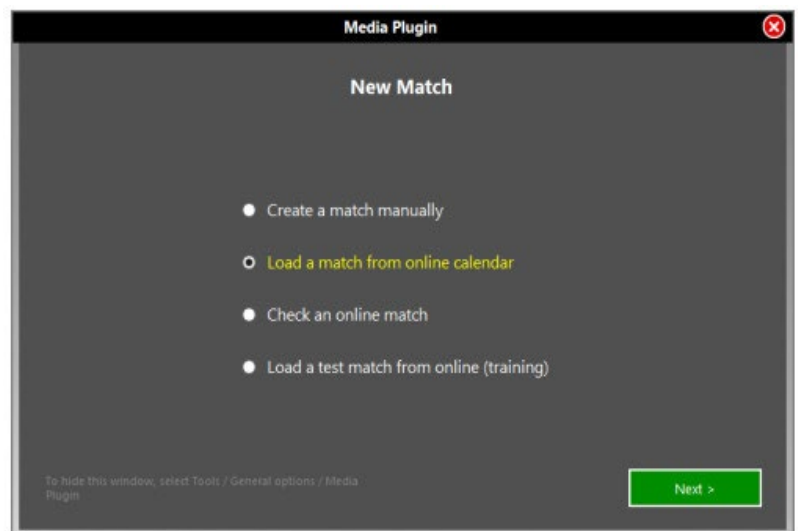 Media Plugin
New Match
Create a match manually
Load a match from online calendar
Check an online match
Load a test match from online (training)
To hide this window, select Tools / General options / Media
Plugin
Next >